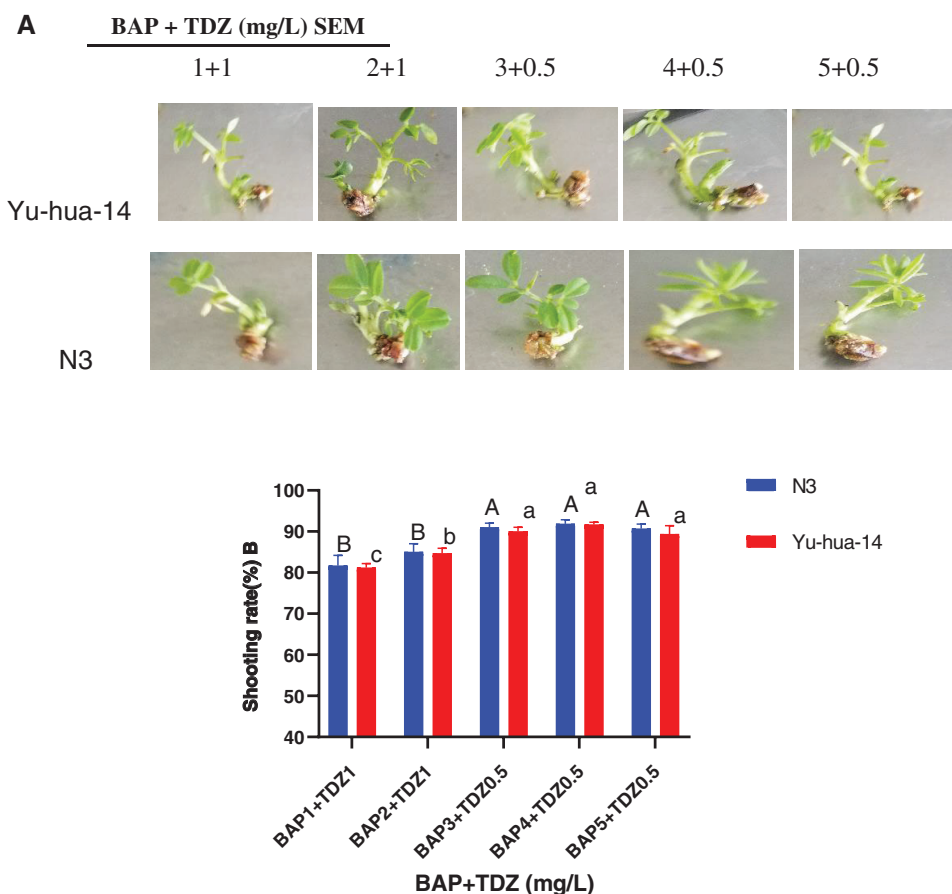 A
BAP + TDZ (mg/L) SEM
1+1 2+1 3+0.5 4+0.5 5+0.5
Yu-hua-14
N3
100
90
80
70
60
50
40
Shooting rate(%) B
B c B b A a A a A a
N3
Yu-hua-14
BAP1+TDZ1
BAP2+TDZ1
BAP3+TDZ0.5
BAP4+TDZ0.5
BAP5+TDZ0.5
BAP+TDZ (mg/L)